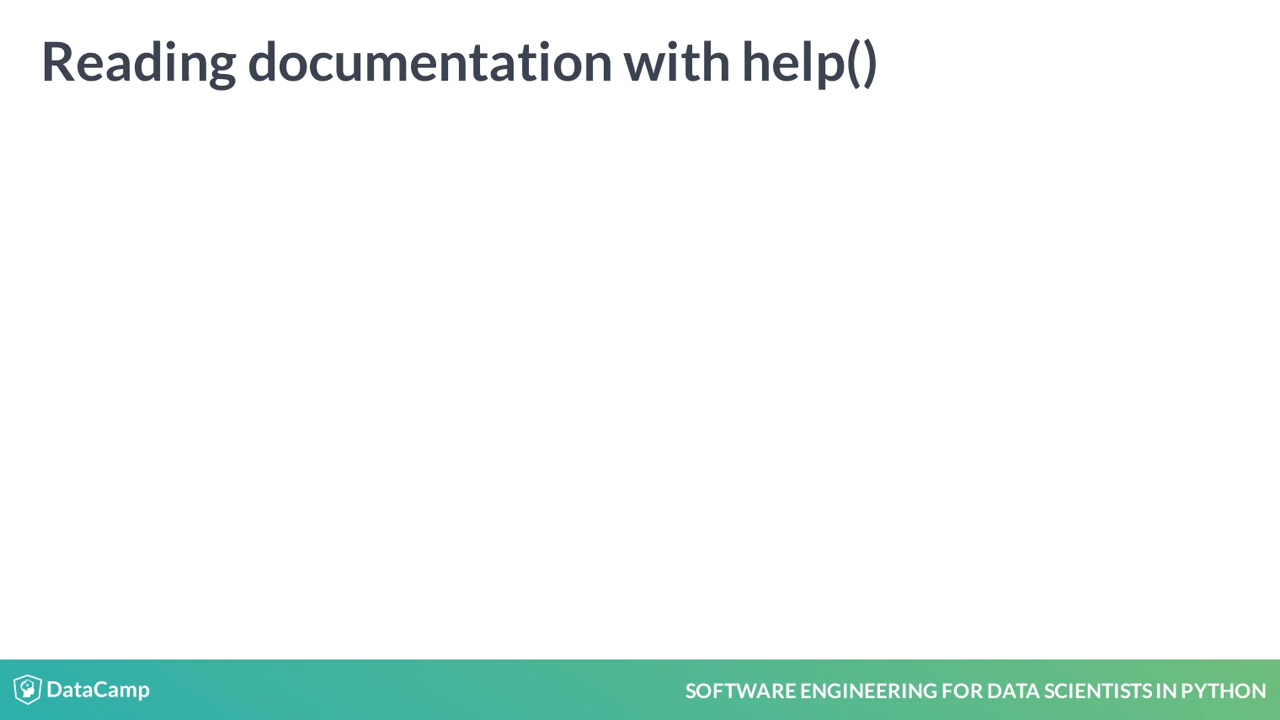 Reading documentation with help()
DataCamp
SOFTWARE ENGINEERING FOR DATA SCIENTISTS IN PYTHON